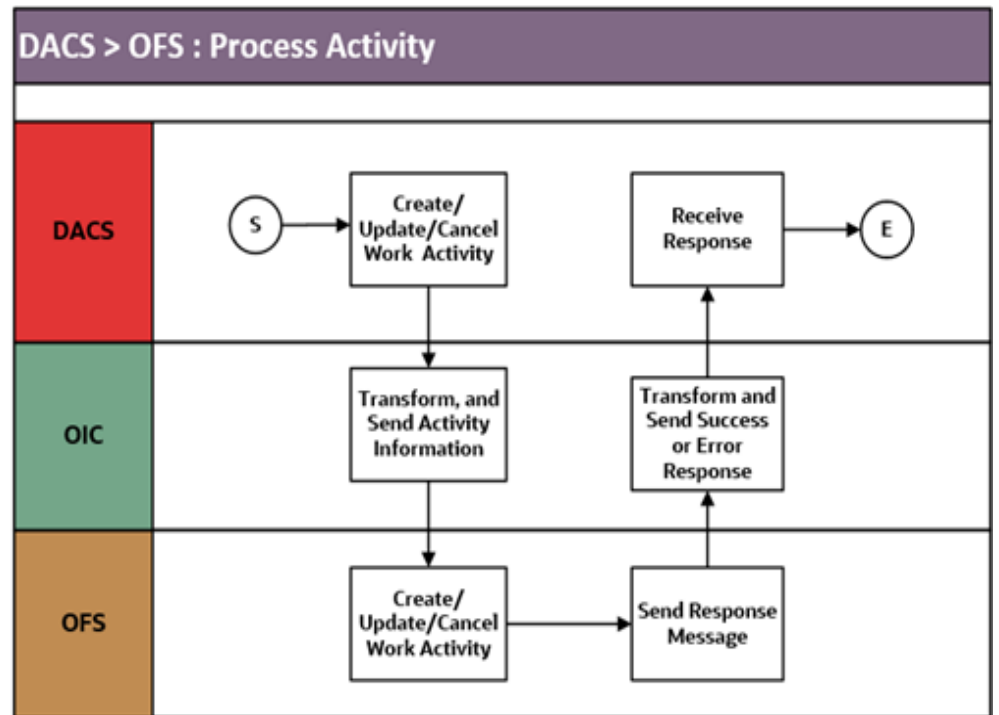 DACS > OFS : Process Activity
DACS
S
Create/
Update/Cancel
Work Activity
Receive
Response
E
OIC
Transform, and
Send Activity
Information
Transform and
Send Success
or Error
Response
OFS
Create/
Update/Cancel
Work Activity
Send Response
Message